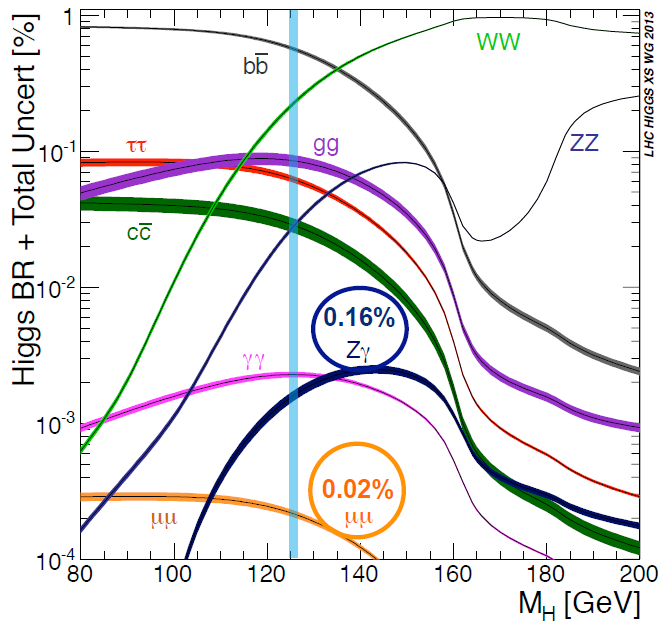 Higgs BR + Total Uncert [%]
1
10⁻¹
10⁻²
10⁻³
10⁻⁴
LHC HIGGS XS WG 2013
WW
bb̅
ττ
gg
ZZ
cc̅
0.16%
Zγ
γγ
0.02%
μμ
μμ
80
100
120
140
160
180
200
M_H [GeV]